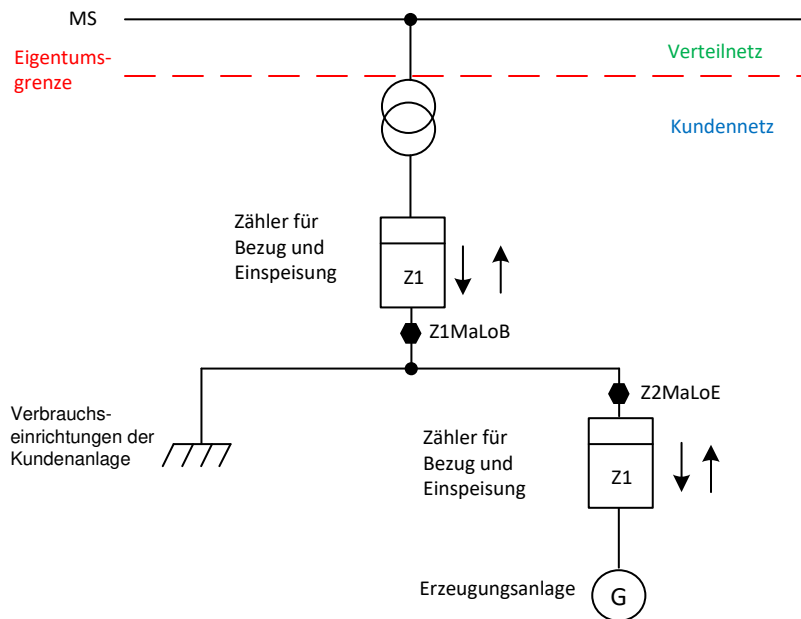 MS
Eigentums-
grenze
Verteilnetz
Kundennetz
Zähler für
Bezug und
Einspeisung
Z1
Z1MaLoB
Z2MaLoE
Verbrauchs-
einrichtungen der
Kundenanlage
Zähler für
Bezug und
Einspeisung
Z1
Erzeugungsanlage
G